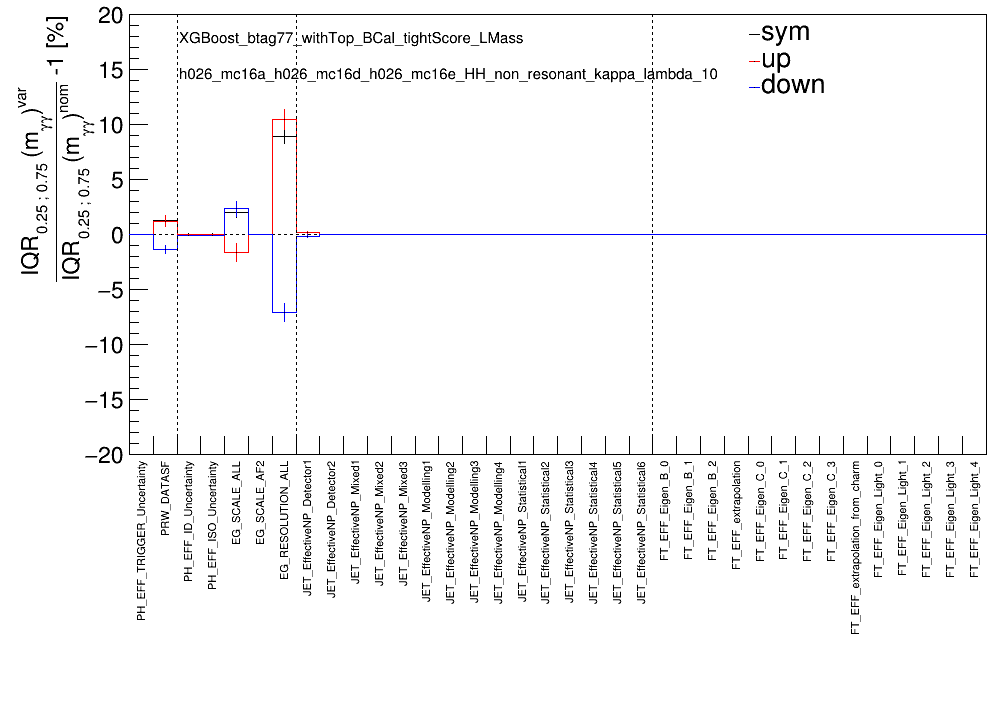 XGBoost_btag77_withTop_BCal_tightScore_LMass
h026_mc16a_h026_mc16d_h026_mc16e_HH_non_resonant_kappa_lambda_10
sym
up
down
IQR0.25 ; 0.75 (mγγ)var
IQR0.25 ; 0.75 (mγγ)nom
-1 [%]
20
15
10
5
0
−5
−10
−15
−20
PH_EFF_TRIGGER_Uncertainty
PRW_DATASF
PH_EFF_ID_Uncertainty
PH_EFF_ISO_Uncertainty
EG_SCALE_ALL
EG_SCALE_AF2
EG_RESOLUTION_ALL
JET_EffectiveNP_Detector1
JET_EffectiveNP_Detector2
JET_EffectiveNP_Mixed1
JET_EffectiveNP_Mixed2
JET_EffectiveNP_Mixed3
JET_EffectiveNP_Modelling1
JET_EffectiveNP_Modelling2
JET_EffectiveNP_Modelling3
JET_EffectiveNP_Modelling4
JET_EffectiveNP_Statistical1
JET_EffectiveNP_Statistical2
JET_EffectiveNP_Statistical3
JET_EffectiveNP_Statistical4
JET_EffectiveNP_Statistical5
JET_EffectiveNP_Statistical6
FT_EFF_Eigen_B_0
FT_EFF_Eigen_B_1
FT_EFF_Eigen_B_2
FT_EFF_extrapolation
FT_EFF_Eigen_C_0
FT_EFF_Eigen_C_1
FT_EFF_Eigen_C_2
FT_EFF_Eigen_C_3
FT_EFF_extrapolation_from_charm
FT_EFF_Eigen_Light_0
FT_EFF_Eigen_Light_1
FT_EFF_Eigen_Light_2
FT_EFF_Eigen_Light_3
FT_EFF_Eigen_Light_4